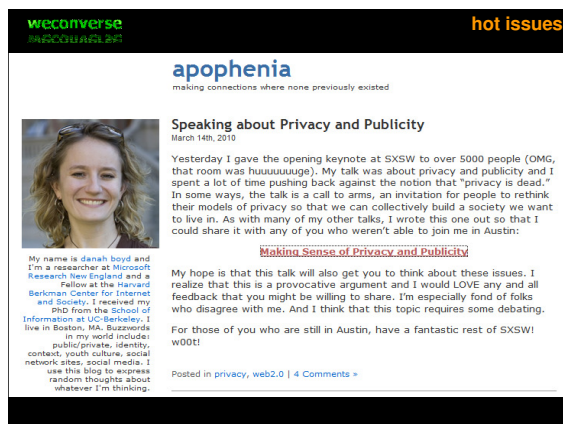 weconverse
hot issues
apophenia
making connections where none previously existed
Speaking about Privacy and Publicity
March 14th, 2010
Yesterday I gave the opening keynote at SXSW to over 5000 people (OMG,
that room was huuuuuuuge). My talk was about privacy and publicity and I
spent a lot of time pushing back against the notion that “privacy is dead.”
In some ways, the talk is a call to arms, an invitation for people to rethink
their models of privacy so that we can collectively build a society we want
to live in. As with many of my other talks, I wrote this one out so that I
could share it with any of you who weren't able to join me in Austin:
Making Sense of Privacy and Publicity
My hope is that this talk will also get you to think about these issues. I
realize that this is a provocative argument and I would LOVE any and all
feedback that you might be willing to share. I'm especially fond of folks
who disagree with me. And I think that this topic requires some debating.
For those of you who are still in Austin, have a fantastic rest of SXSW!
w00t!
Posted in privacy, web2.0 | 4 Comments »
My name is danah boyd and
I'm a researcher at Microsoft
Research New England and a
Fellow at the Harvard
Berkman Center for Internet
and Society. I received my
PhD from the School of
Information at UC-Berkeley. I
live in Boston, MA. Buzzwords
in my world include:
public/private, identity,
context, youth culture, social
network sites, social media. I
use this blog to express
random thoughts about
whatever I'm thinking.